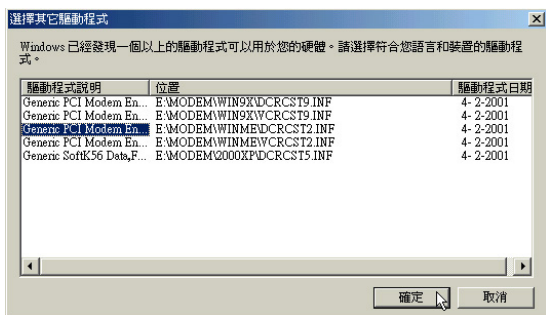 選擇其它驅動程式
Windows 已經發現一個以上的驅動程式可以用於您的硬體。請選擇符合您語言和裝置的驅動程
式。
驅動程式說明 位置 驅動程式日期
Generic PCI Modem En... E:\MODEM\WIN9X\DCRCST9.INF 4- 2-2001
Generic PCI Modem En... E:\MODEM\WIN9X\VCRCST9.INF 4- 2-2001
Generic PCI Modem En... E:\MODEM\WINME\DCRCST2.INF 4- 2-2001
Generic PCI Modem En... E:\MODEM\WINME\VCRCST2.INF 4- 2-2001
Generic SoftK56 Data,F... E:\MODEM\2000XP\DCRCST5.INF 4- 2-2001
確定 取消